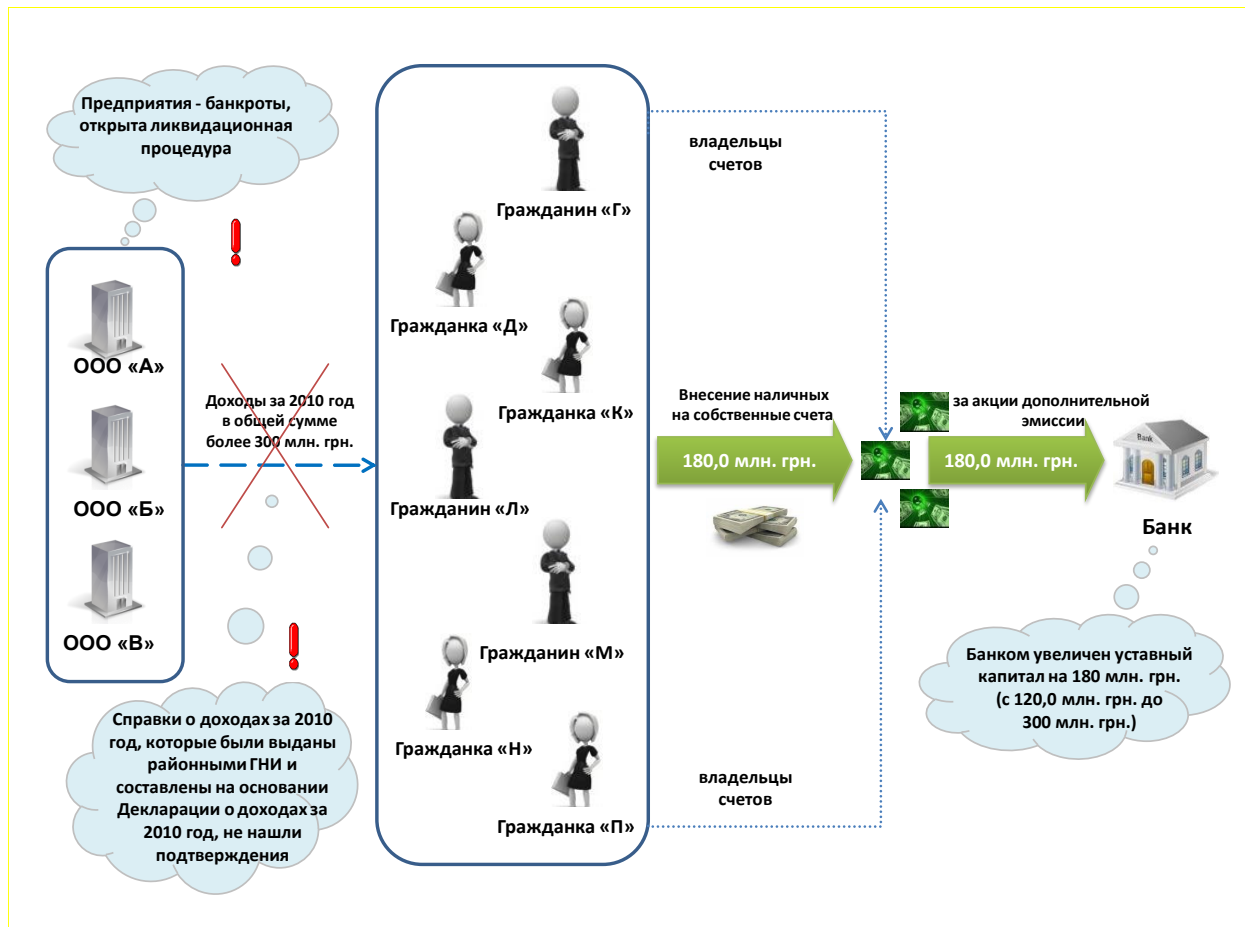 Предприятия - банкроты,
открыта ликвидационная
процедура
ООО «А»
ООО «Б»
ООО «В»
Доходы за 2010 год
в общей сумме
более 300 млн. грн.
Справки о доходах за 2010
год, которые были выданы
районными ГНИ и
составлены на основании
Декларации о доходах за
2010 год, не нашли
подтверждения
Гражданин «Г»
Гражданка «Д»
Гражданка «К»
Гражданин «Л»
Гражданин «М»
Гражданка «Н»
Гражданка «П»
владельцы
счетов
Внесение наличных
на собственные счета
180,0 млн. грн.
за акции дополнительной
эмиссии
180,0 млн. грн.
Bank
Банк
Банком увеличен уставный
капитал на 180 млн. грн.
(с 120,0 млн. грн. до
300 млн. грн.)
владельцы
счетов